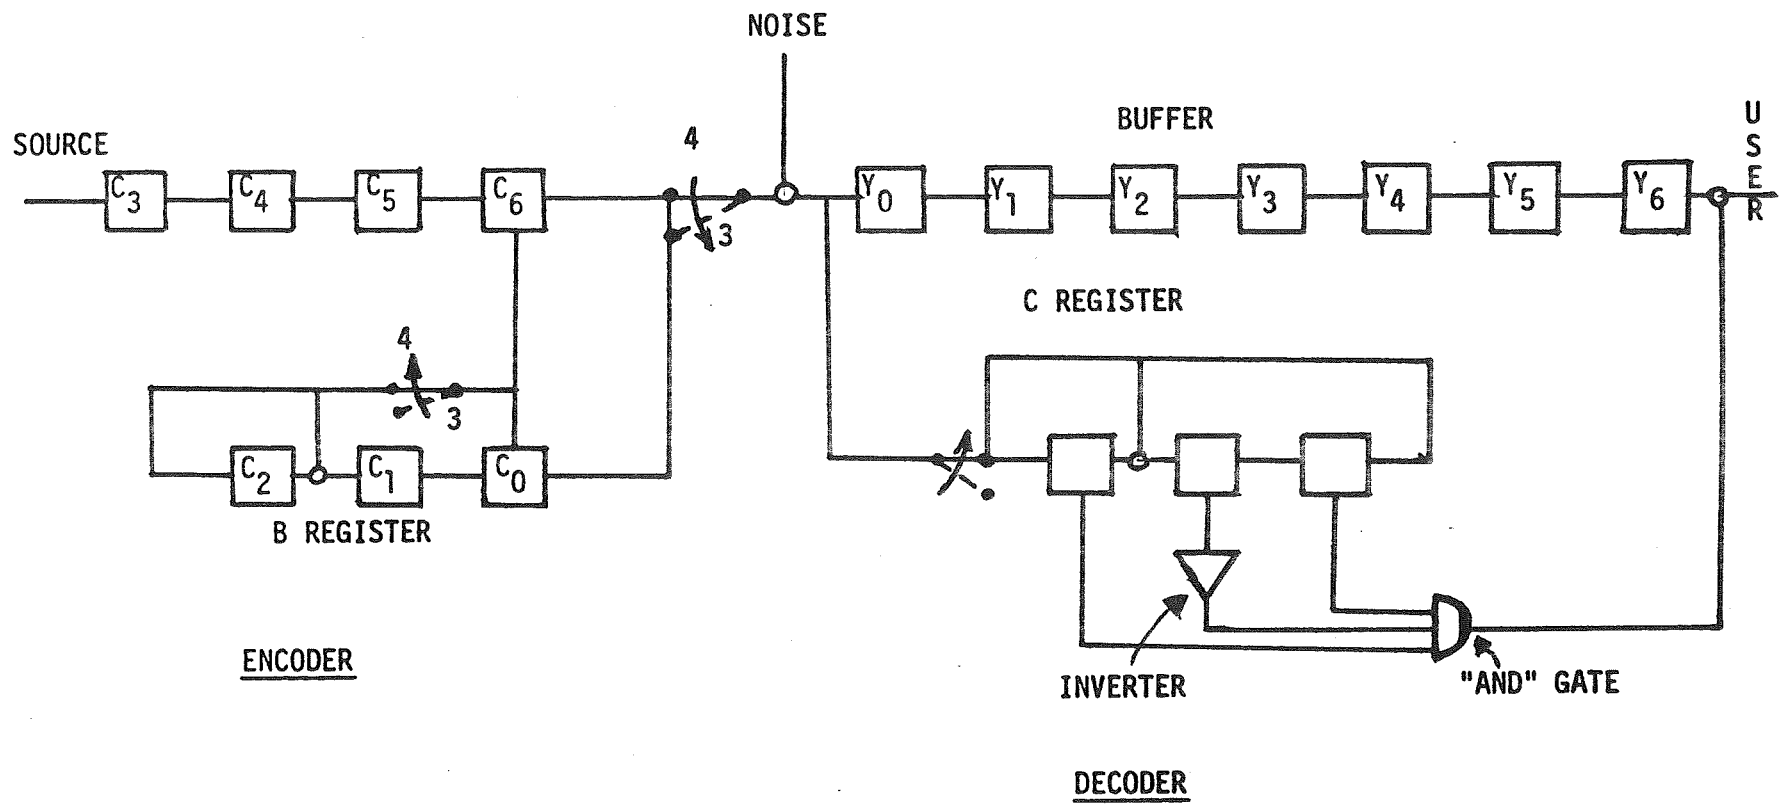 NOISE
BUFFER
USER
SOURCE
4
C3 C4 C5 C6
3
Y0 Y1 Y2 Y3 Y4 Y5 Y6
C REGISTER
4
3
C2 C1 C0
B REGISTER
ENCODER
INVERTER
"AND" GATE
DECODER